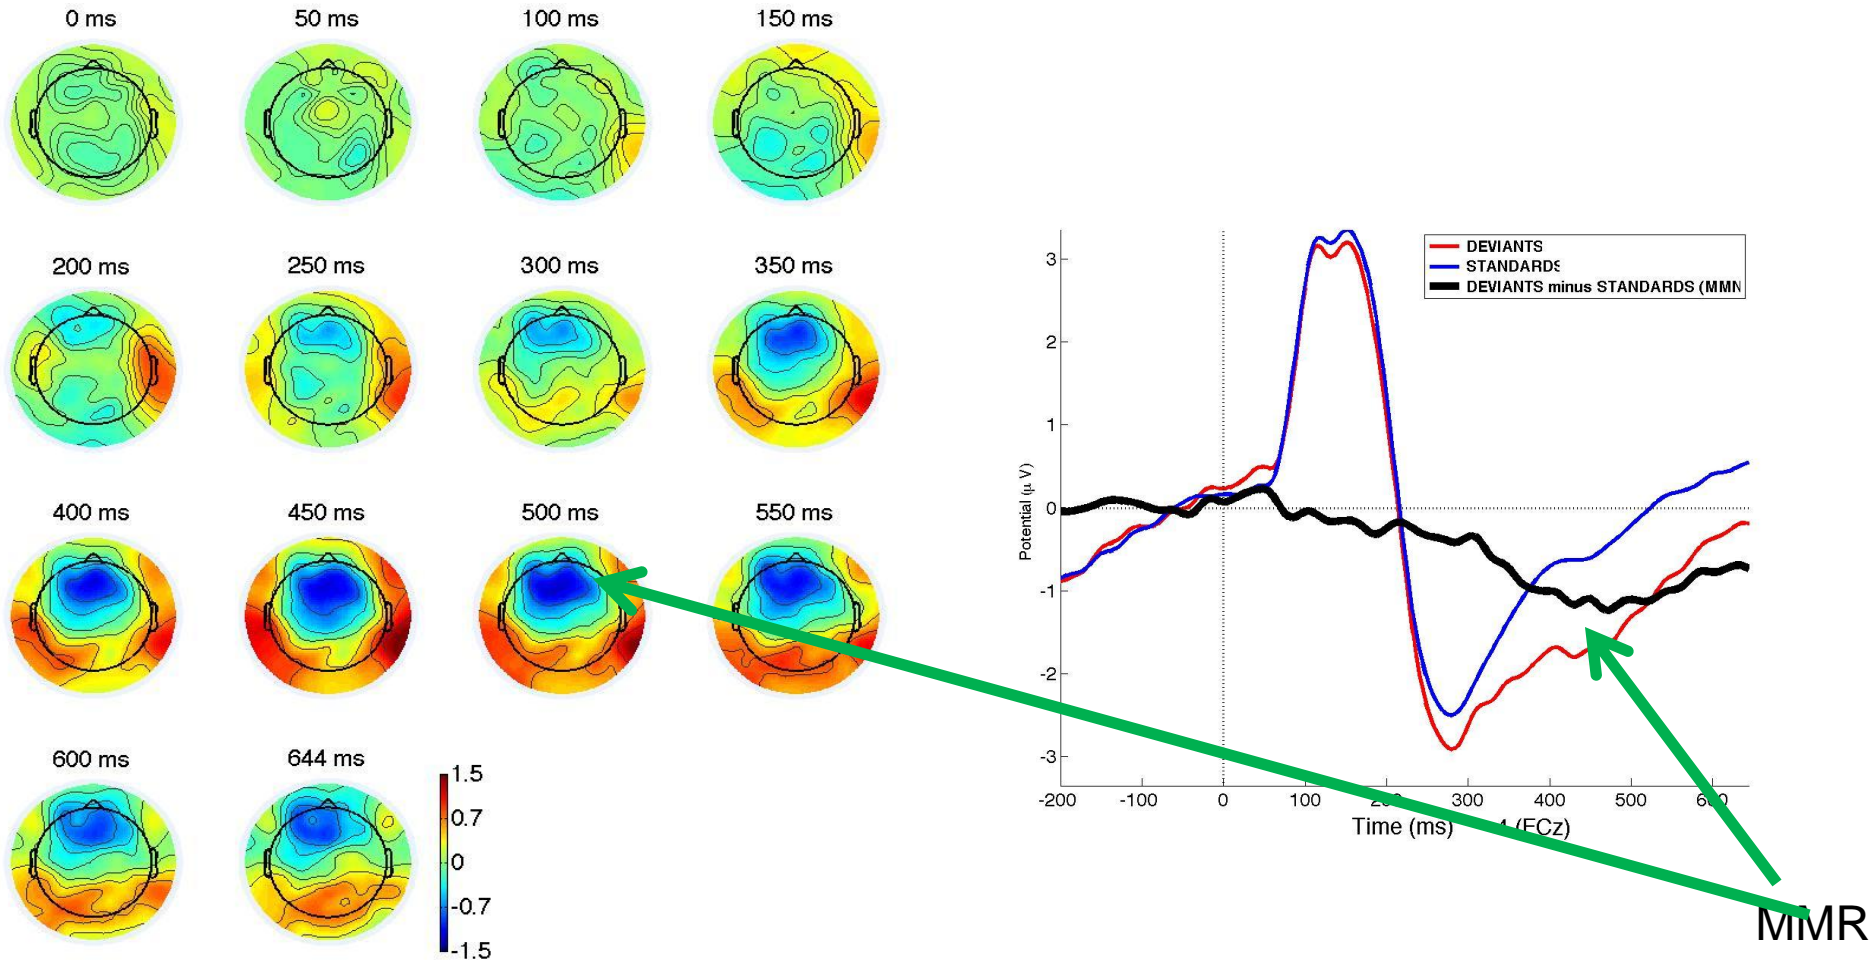 0 ms 50 ms 100 ms 150 ms
200 ms 250 ms 300 ms 350 ms
400 ms 450 ms 500 ms 550 ms
600 ms 644 ms
1.5
0.7
0
-0.7
-1.5
DEVIANTS
STANDARDS
DEVIANTS minus STANDARDS (MMN
Potential (μ V)
3
2
1
0
-1
-2
-3
-200 -100 0 100 300 400 500
Time (ms) (FCz)
MMR